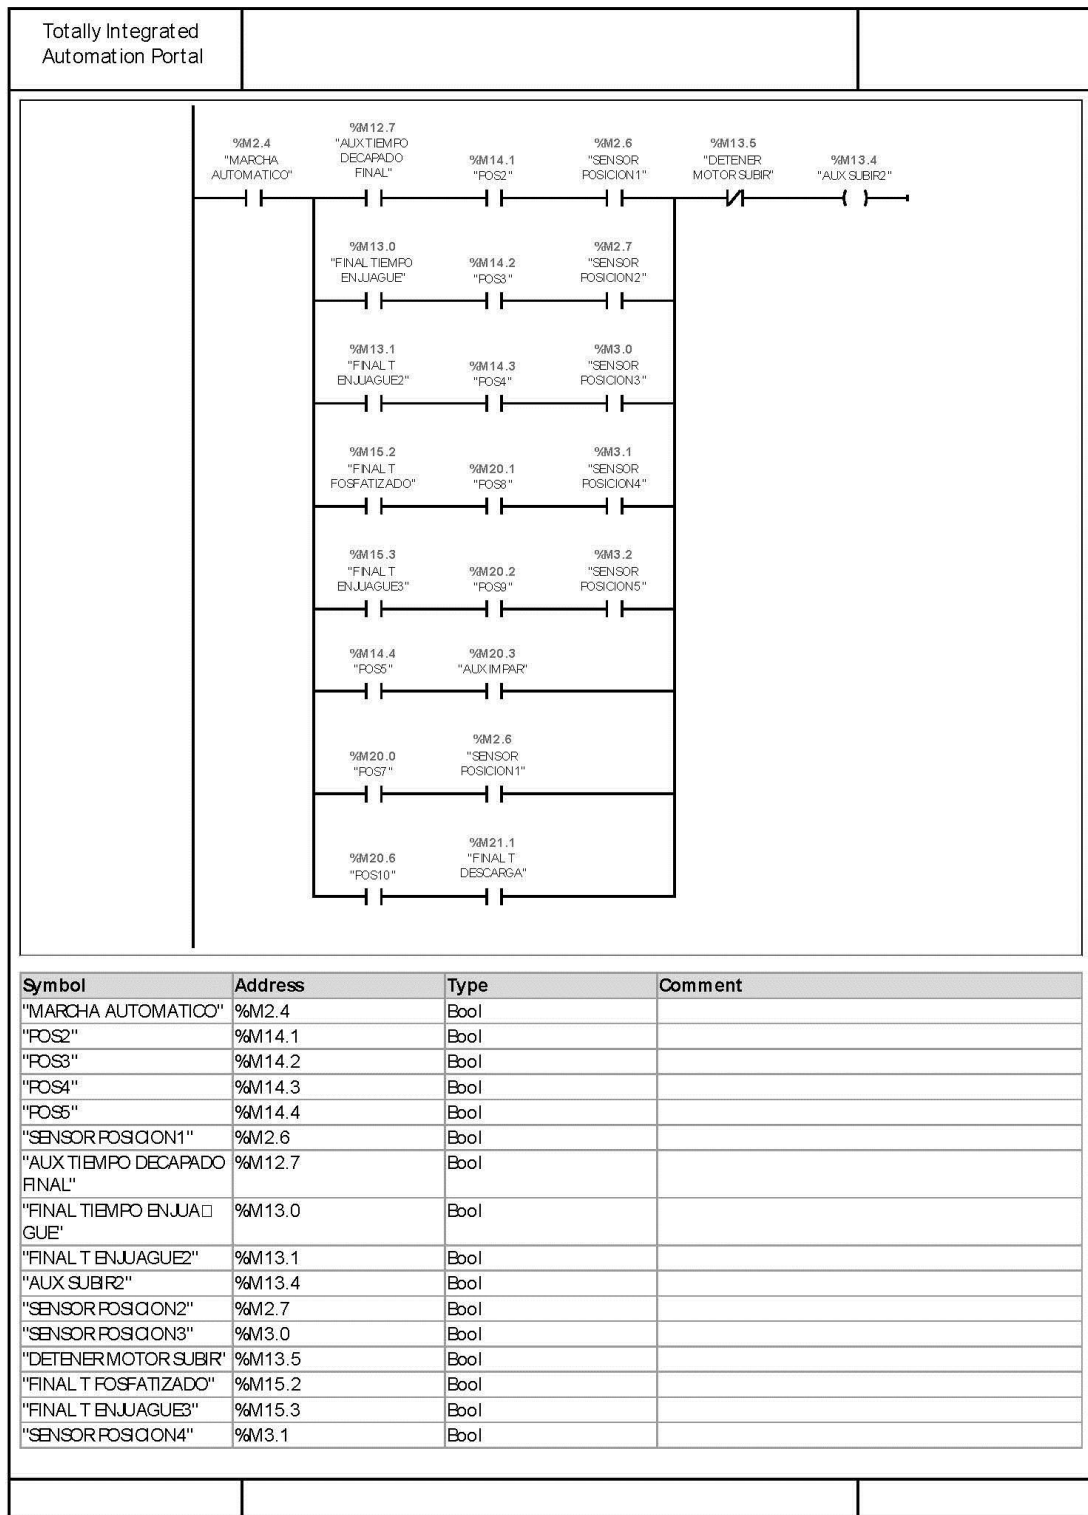 Totally Integrated
Automation Portal
%M2.4
"MARCHA
AUTOMATICO"
%M12.7
"AUX TIEMPO
DECAPADO
FINAL"
%M14.1
"POS2"
%M2.6
"SENSOR
POSICION1"
%M13.5
"DETENER
MOTOR SUBIR"
%M13.4
"AUX SUBIR2"
%M13.0
"FINAL TIEMPO
ENJUAGUE"
%M14.2
"POS3"
%M2.7
"SENSOR
POSICION2"
%M13.1
"FINAL T
ENJUAGUE2"
%M14.3
"POS4"
%M3.0
"SENSOR
POSICION3"
%M15.2
"FINAL T
FOSFATIZADO"
%M20.1
"POS8"
%M3.1
"SENSOR
POSICION4"
%M15.3
"FINAL T
ENJUAGUE3"
%M20.2
"POS9"
%M3.2
"SENSOR
POSICION5"
%M14.4
"POS5"
%M20.3
"AUX IMPAR"
%M20.0
"POS7"
%M2.6
"SENSOR
POSICION1"
%M20.6
"POS10"
%M21.1
"FINAL T
DESCARGA"
Symbol Address Type Comment
"MARCHA AUTOMATICO" %M2.4 Bool
"POS2" %M14.1 Bool
"POS3" %M14.2 Bool
"POS4" %M14.3 Bool
"POS5" %M14.4 Bool
"SENSOR POSICION1" %M2.6 Bool
"AUX TIEMPO DECAPADO %M12.7 Bool
FINAL"
"FINAL TIEMPO ENJUA□ %M13.0 Bool
GUE"
"FINAL T ENJUAGUE2" %M13.1 Bool
"AUX SUBIR2" %M13.4 Bool
"SENSOR POSICION2" %M2.7 Bool
"SENSOR POSICION3" %M3.0 Bool
"DETENER MOTOR SUBIR" %M13.5 Bool
"FINAL T FOSFATIZADO" %M15.2 Bool
"FINAL T ENJUAGUE3" %M15.3 Bool
"SENSOR POSICION4" %M3.1 Bool